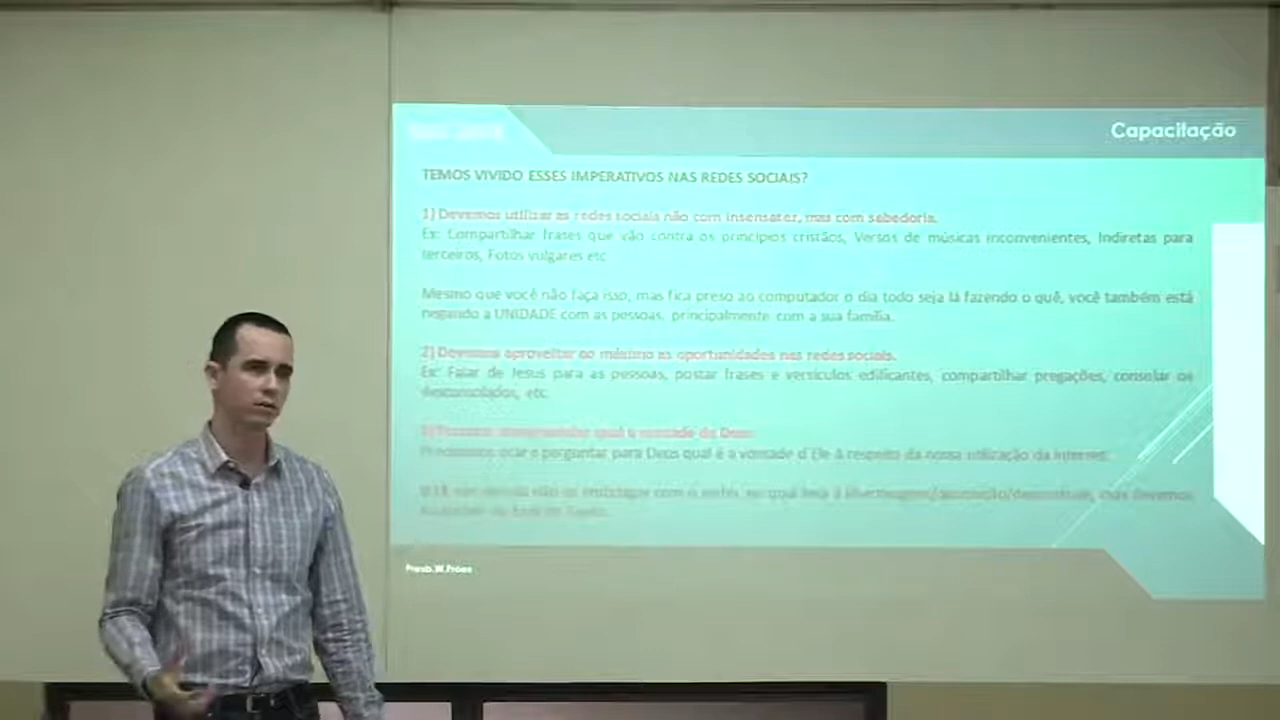 Capacitação
TEMOS VIVIDO ESSES IMPERATIVOS NAS REDES SOCIAIS?
1) Devemos utilizar as redes sociais não com insensatez, mas com sabedoria.
Ex: Compartilhar frases que vão contra os princípios cristãos, Versos de músicas inconvenientes, Indiretas para
terceiros, Fotos vulgares etc
Mesmo que você não faça isso, mas fica preso ao computador o dia todo seja lá fazendo o quê, você também está
negando a UNIDADE com as pessoas, principalmente com a sua família.
2) Devemos aproveitar ao máximo as oportunidades nas redes sociais.
Ex: Falar de Jesus para as pessoas, postar frases e versículos edificantes, compartilhar pregações, consolar os
desconsolados, etc.
qual a vontade de Deus
Precisamos orar e perguntar para Deus qual é a vontade d'Ele à respeito da nossa utilização da internet.
Presb.